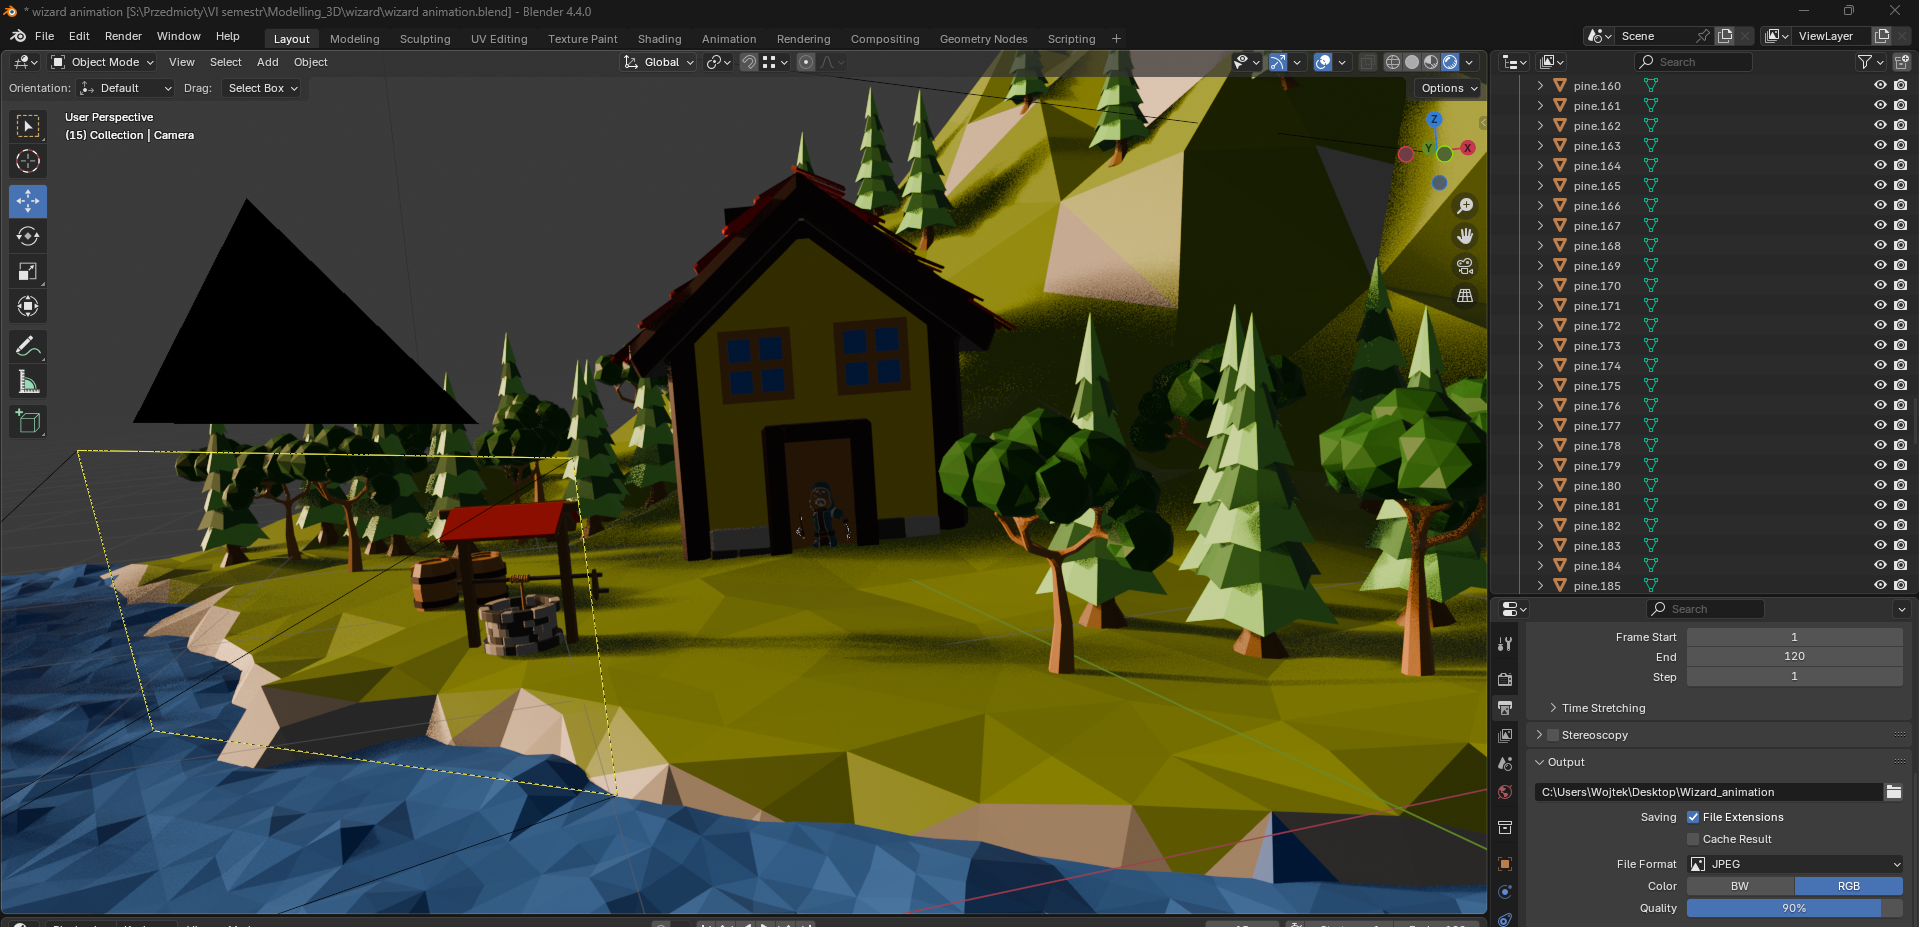 * wizard animation [S:\Przedmioty\VI semestr\Modelling_3D\wizard\wizard animation.blend] - Blender 4.4.0
File Edit Render Window Help Layout Modeling Sculpting UV Editing Texture Paint Shading Animation Rendering Compositing Geometry Nodes Scripting + Scene ViewLayer
Object Mode View Select Add Object Global Search
Orientation: Default Drag: Select Box Options
User Perspective
(15) Collection | Camera
Z
Y X
pine.160
pine.161
pine.162
pine.163
pine.164
pine.165
pine.166
pine.167
pine.168
pine.169
pine.170
pine.171
pine.172
pine.173
pine.174
pine.175
pine.176
pine.177
pine.178
pine.179
pine.180
pine.181
pine.182
pine.183
pine.184
pine.185
Search
Frame Start 1
End 120
Step 1
Time Stretching
Stereoscopy
Output
C:\Users\Wojtek\Desktop\Wizard_animation
Saving File Extensions
Cache Result
File Format JPEG
Color BW RGB
Quality 90%